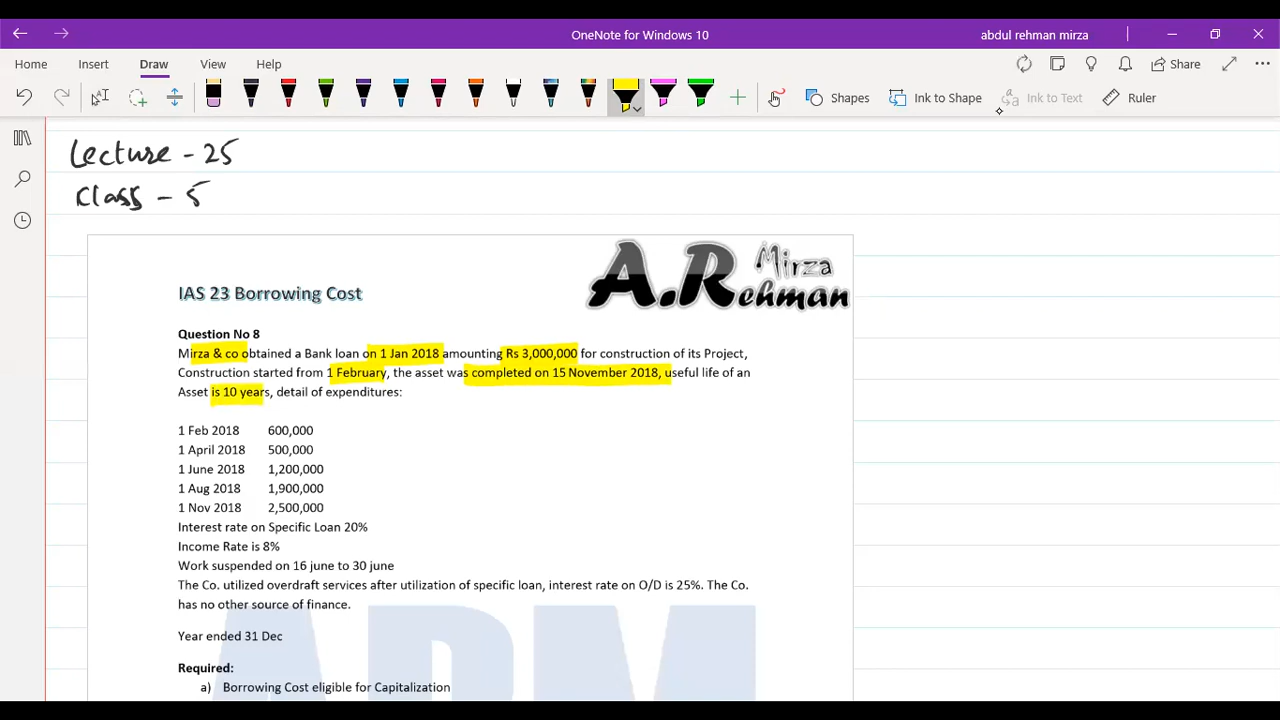 OneNote for Windows 10
abdul rehman mirza
Home Insert Draw View Help
Share
Shapes Ink to Shape Ink to Text Ruler
Lecture - 25
Class - 5
A.Rehman Mirza
IAS 23 Borrowing Cost
Question No 8
Mirza & co obtained a Bank loan on 1 Jan 2018 amounting Rs 3,000,000 for construction of its Project,
Construction started from 1 February, the asset was completed on 15 November 2018, useful life of an
Asset is 10 years, detail of expenditures:
1 Feb 2018 600,000
1 April 2018 500,000
1 June 2018 1,200,000
1 Aug 2018 1,900,000
1 Nov 2018 2,500,000
Interest rate on Specific Loan 20%
Income Rate is 8%
Work suspended on 16 june to 30 june
The Co. utilized overdraft services after utilization of specific loan, interest rate on O/D is 25%. The Co.
has no other source of finance.
Year ended 31 Dec
Required:
a) Borrowing Cost eligible for Capitalization
ARM